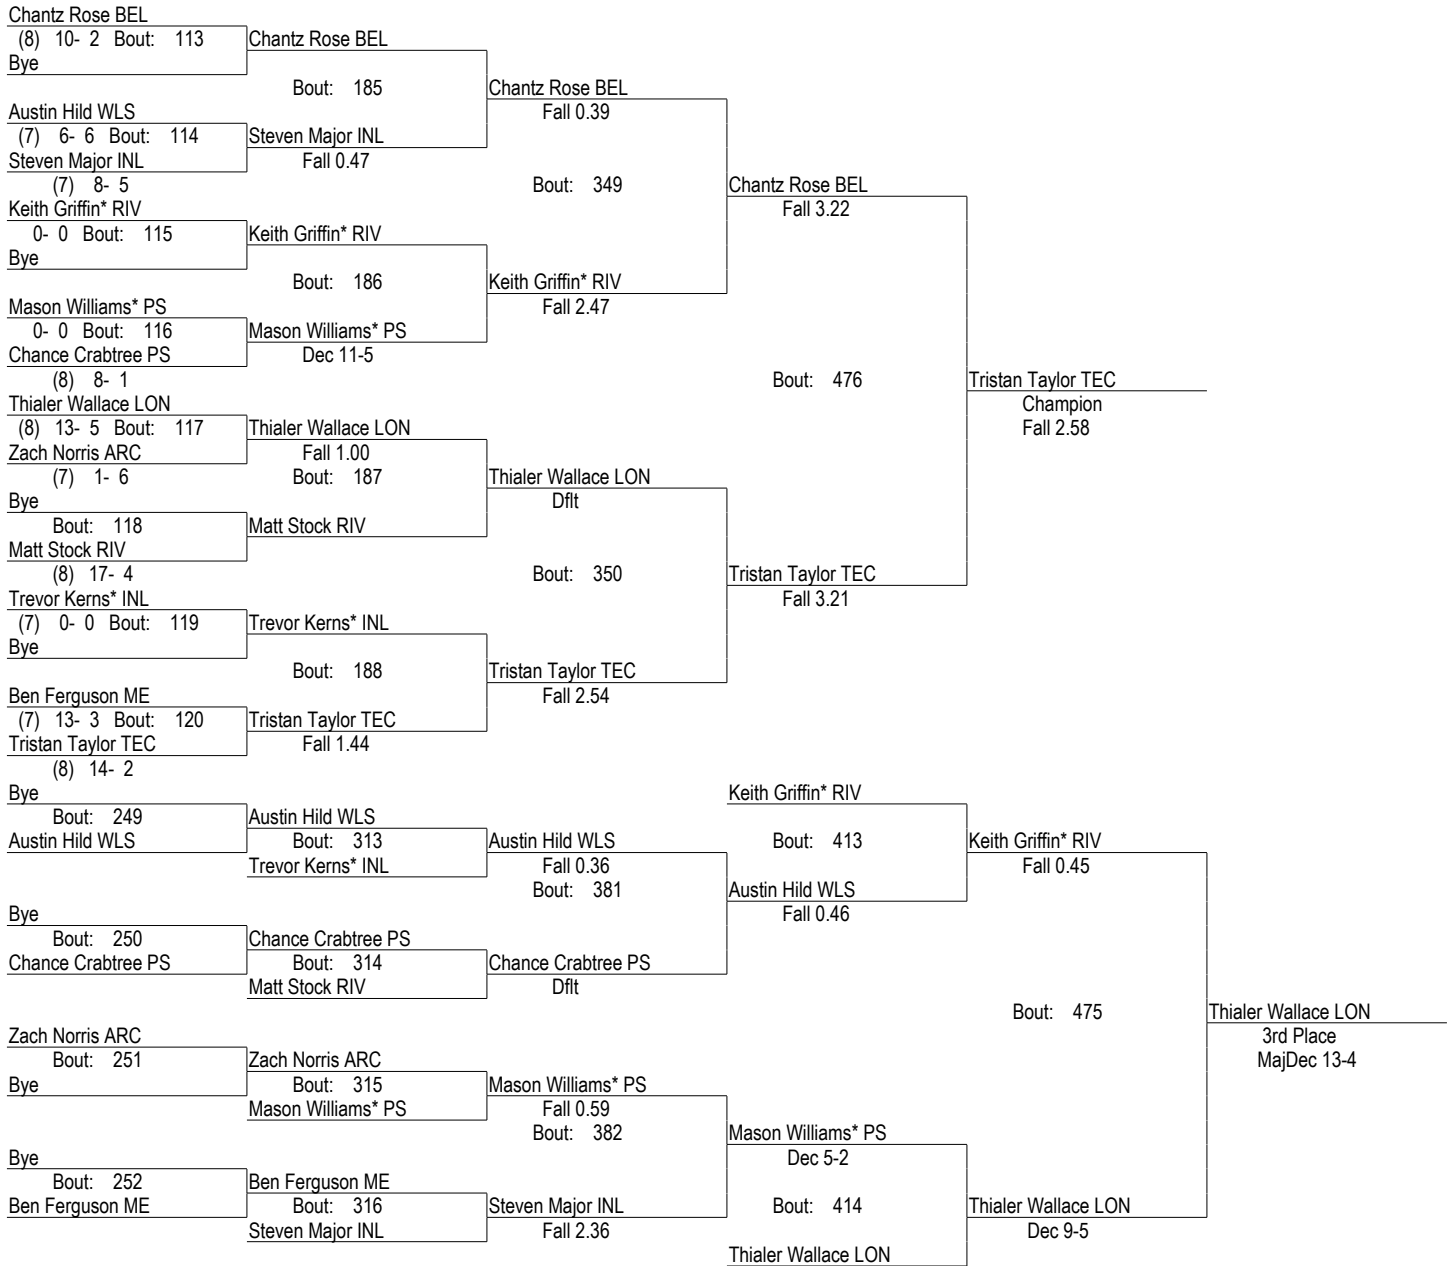 Chantz Rose BEL
(8) 10- 2 Bout: 113 Chantz Rose BEL
Bye
Bout: 185 Chantz Rose BEL
Austin Hild WLS Fall 0.39
(7) 6- 6 Bout: 114 Steven Major INL
Steven Major INL Fall 0.47
(7) 8- 5 Bout: 349 Chantz Rose BEL
Keith Griffin* RIV Fall 3.22
0- 0 Bout: 115 Keith Griffin* RIV
Bye
Bout: 186 Keith Griffin* RIV
Mason Williams* PS Fall 2.47
0- 0 Bout: 116 Mason Williams* PS
Chance Crabtree PS Dec 11-5
(8) 8- 1 Bout: 476 Tristan Taylor TEC
Thialer Wallace LON Champion
(8) 13- 5 Bout: 117 Thialer Wallace LON Fall 2.58
Zach Norris ARC Fall 1.00
(7) 1- 6 Bout: 187 Thialer Wallace LON
Bye Dflt
Bout: 118 Matt Stock RIV
Matt Stock RIV
(8) 17- 4 Bout: 350 Tristan Taylor TEC
Trevor Kerns* INL Fall 3.21
(7) 0- 0 Bout: 119 Trevor Kerns* INL
Bye
Bout: 188 Tristan Taylor TEC
Ben Ferguson ME Fall 2.54
(7) 13- 3 Bout: 120 Tristan Taylor TEC
Tristan Taylor TEC Fall 1.44
(8) 14- 2
Bye Keith Griffin* RIV
Bout: 249 Austin Hild WLS
Austin Hild WLS Bout: 313 Austin Hild WLS Bout: 413 Keith Griffin* RIV
Trevor Kerns* INL Fall 0.36 Fall 0.45
Bout: 381 Austin Hild WLS
Bye Fall 0.46
Bout: 250 Chance Crabtree PS
Chance Crabtree PS Bout: 314 Chance Crabtree PS
Matt Stock RIV Dflt
Bout: 475 Thialer Wallace LON
Zach Norris ARC 3rd Place
Bout: 251 Zach Norris ARC MajDec 13-4
Bye Bout: 315 Mason Williams* PS
Mason Williams* PS Fall 0.59
Bout: 382 Mason Williams* PS
Bye Dec 5-2
Bout: 252 Ben Ferguson ME
Ben Ferguson ME Bout: 316 Steven Major INL Bout: 414 Thialer Wallace LON
Steven Major INL Fall 2.36 Dec 9-5
Thialer Wallace LON